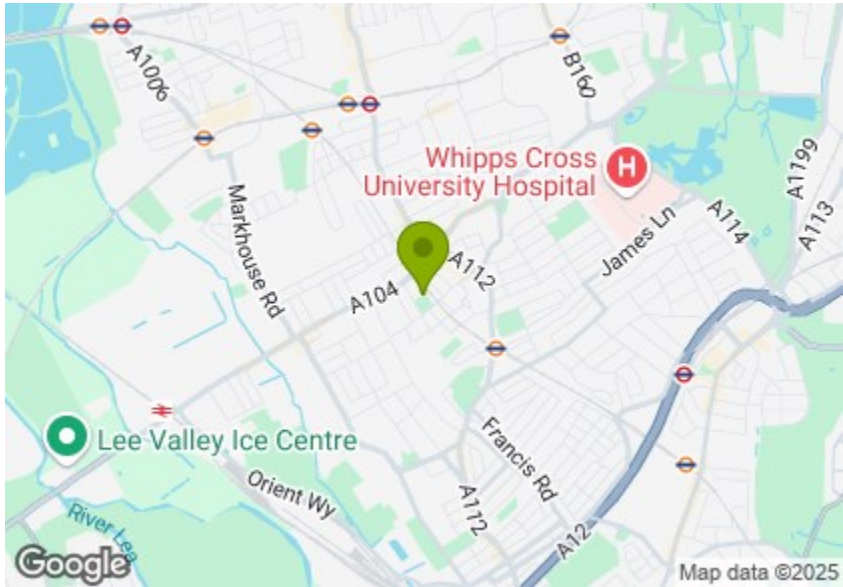 A1006
B160
Whipps Cross
University Hospital
H
A1199
A113
Markhouse Rd
James Ln
A114
A112
A104
Lee Valley Ice Centre
Francis Rd
Orient Wy
A112
A12
River Lea
Google
Map data ©2025